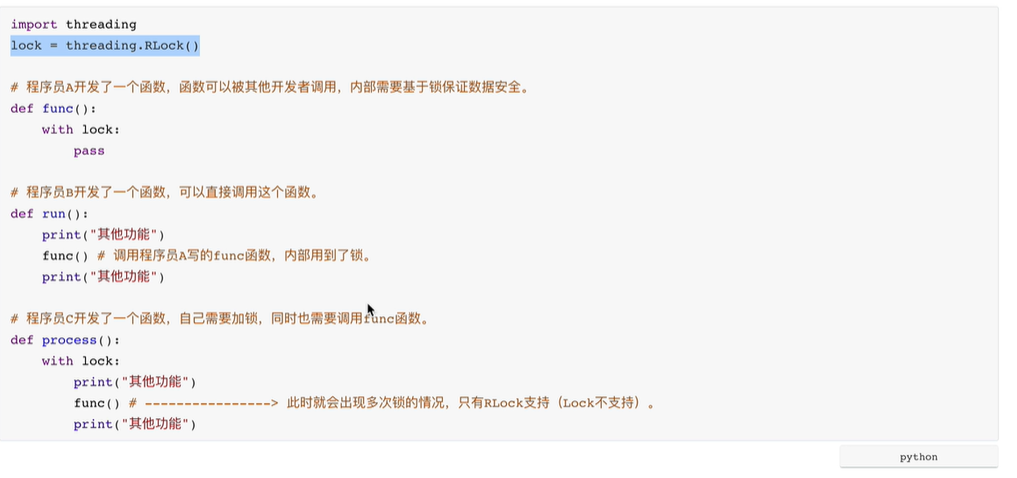 import threading
lock = threading.RLock()
# 程序员A开发了一个函数，函数可以被其他开发者调用，内部需要基于锁保证数据安全。
def func():
    with lock:
        pass
# 程序员B开发了一个函数，可以直接调用这个函数。
def run():
    print("其他功能")
    func() # 调用程序员A写的func函数，内部用到了锁。
    print("其他功能")
# 程序员C开发了一个函数，自己需要加锁，同时也需要调用func函数。
def process():
    with lock:
        print("其他功能")
        func() # ----------------> 此时就会出现多次锁的情况，只有RLock支持（Lock不支持）。
        print("其他功能")
python